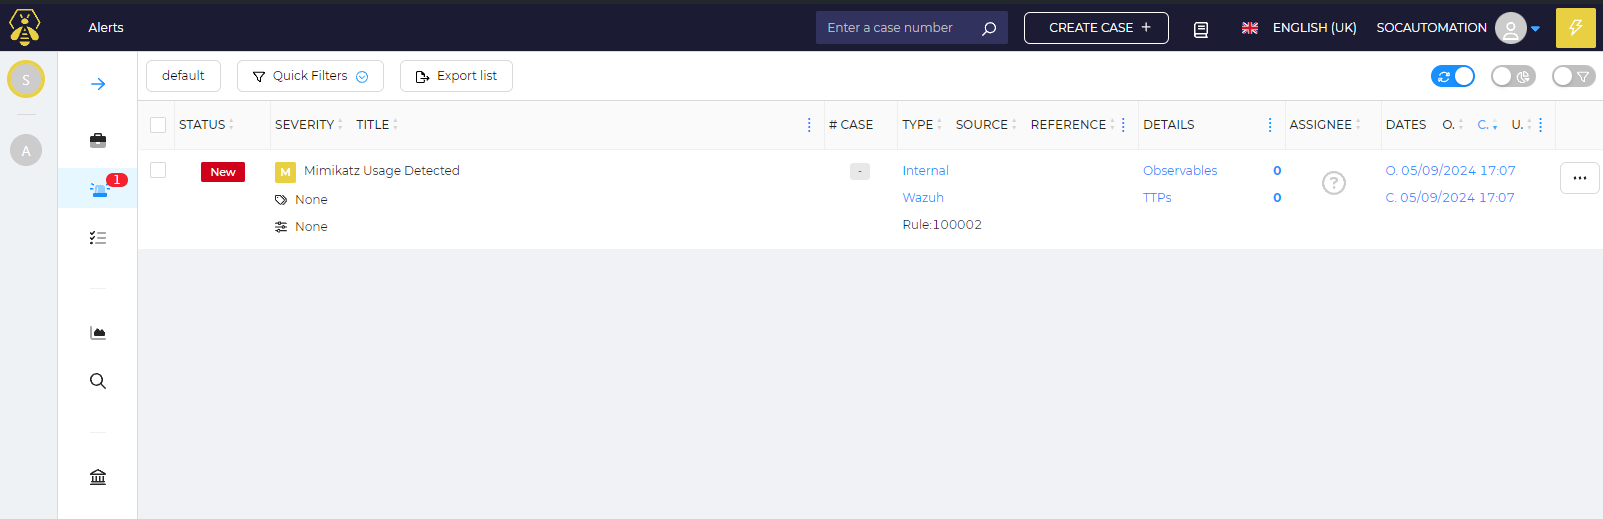 Alerts Enter a case number CREATE CASE + ENGLISH (UK) SOCAUTOMATION
S default Quick Filters Export list
A
STATUS SEVERITY TITLE # CASE TYPE SOURCE REFERENCE DETAILS ASSIGNEE DATES O. C. U.
1 New M Mimikatz Usage Detected - Internal Observables 0 ? O. 05/09/2024 17:07 ...
None Wazuh TTPs 0 C. 05/09/2024 17:07
None Rule:100002